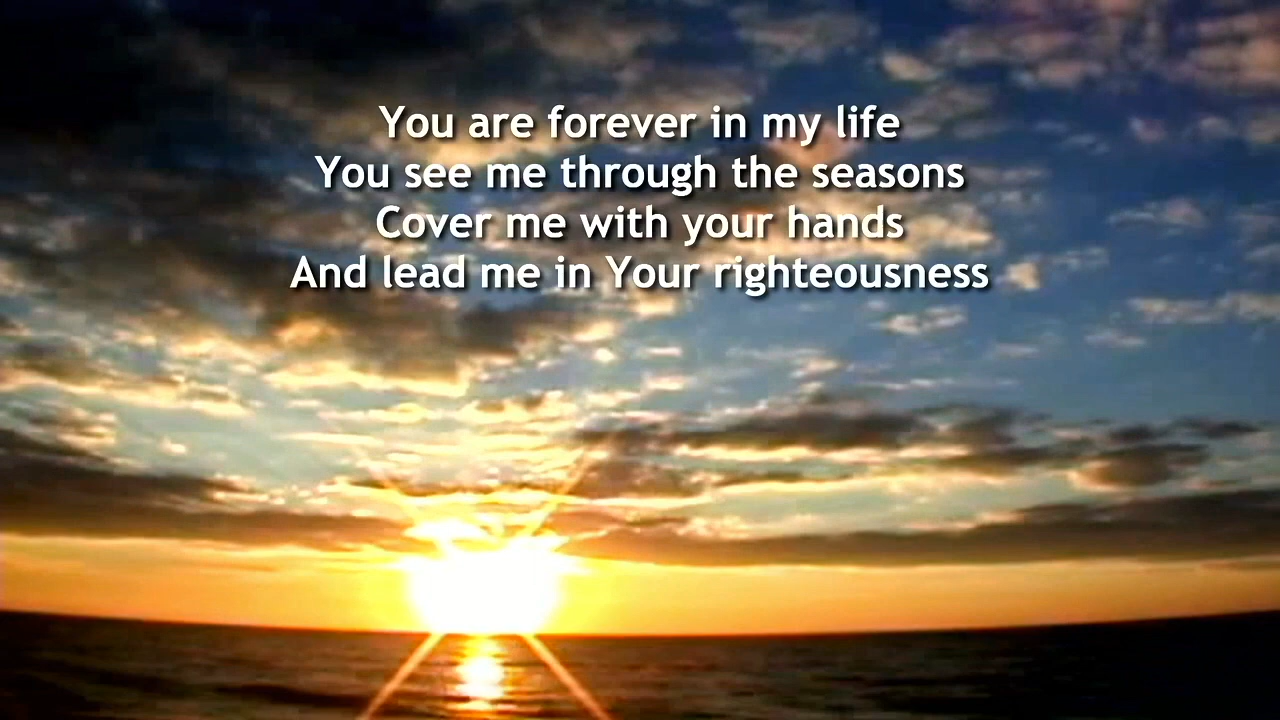 You are forever in my life
You see me through the seasons
Cover me with your hands
And lead me in Your righteousness